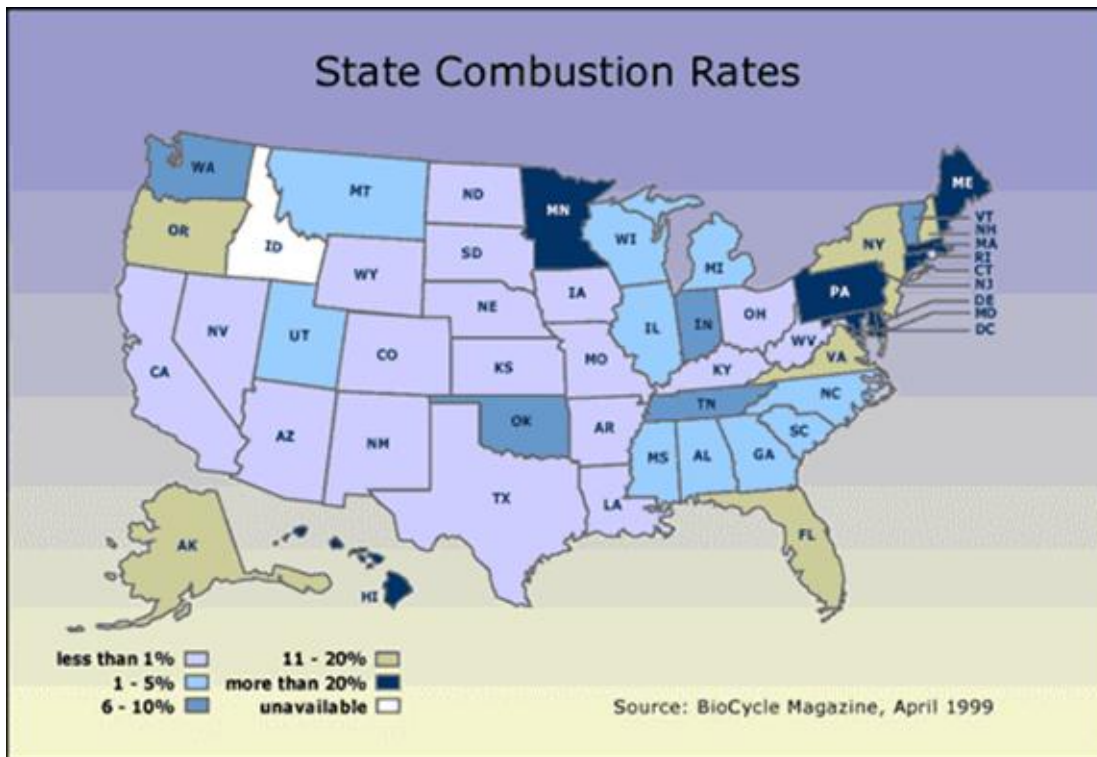 State Combustion Rates
WA
MT
ND
MN
ME
VT
NH
MA
RI
CT
NJ
DE
MD
DC
OR
ID
WY
SD
WI
MI
NY
NE
IA
IL
IN
OH
PA
WV
VA
NV
UT
CO
KS
MO
KY
CA
AZ
NM
OK
AR
TN
NC
SC
MS
AL
GA
TX
LA
FL
AK
HI
less than 1%
1 - 5%
6 - 10%
11 - 20%
more than 20%
unavailable
Source: BioCycle Magazine, April 1999